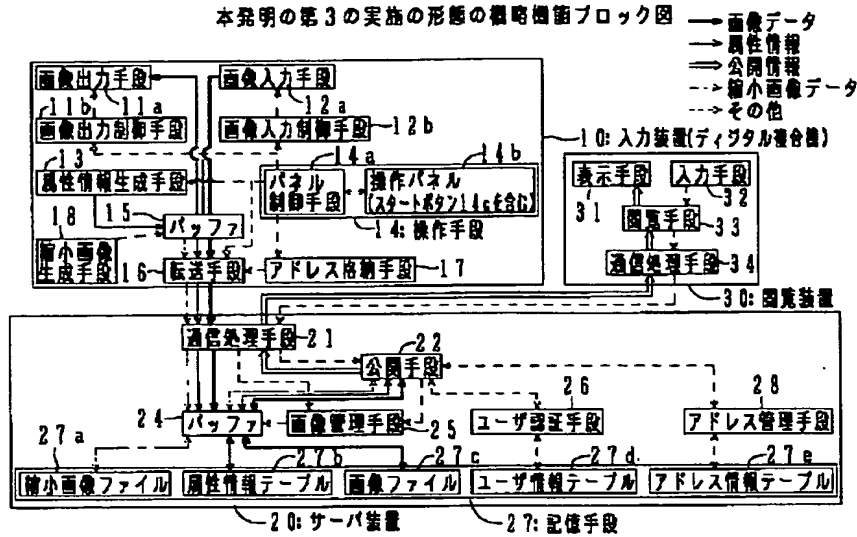 本発明の第3の実施の形態の概略機能ブロック図
画像データ
属性情報
公開情報
縮小画像データ
その他
画像出力手段
11a
画像入力手段
12a
11b
画像出力制御手段
画像入力制御手段
12b
10:入力装置(ディジタル複合機)
13
属性情報生成手段
14a
パネル
制御手段
14b
操作パネル
(スタートボタン14cを含む)
14:操作手段
15
バッファ
18
縮小画像
生成手段
16
転送手段
アドレス格納手段
17
表示手段
31
入力手段
32
閲覧手段
33
通信処理手段
34
30:閲覧装置
通信処理手段
21
22
公開手段
24
バッファ
画像管理手段
25
26
ユーザ認証手段
28
アドレス管理手段
27a
縮小画像ファイル
27b
属性情報テーブル
27c
画像ファイル
27d
ユーザ情報テーブル
27e
アドレス情報テーブル
20:サーバ装置
27:記憶手段